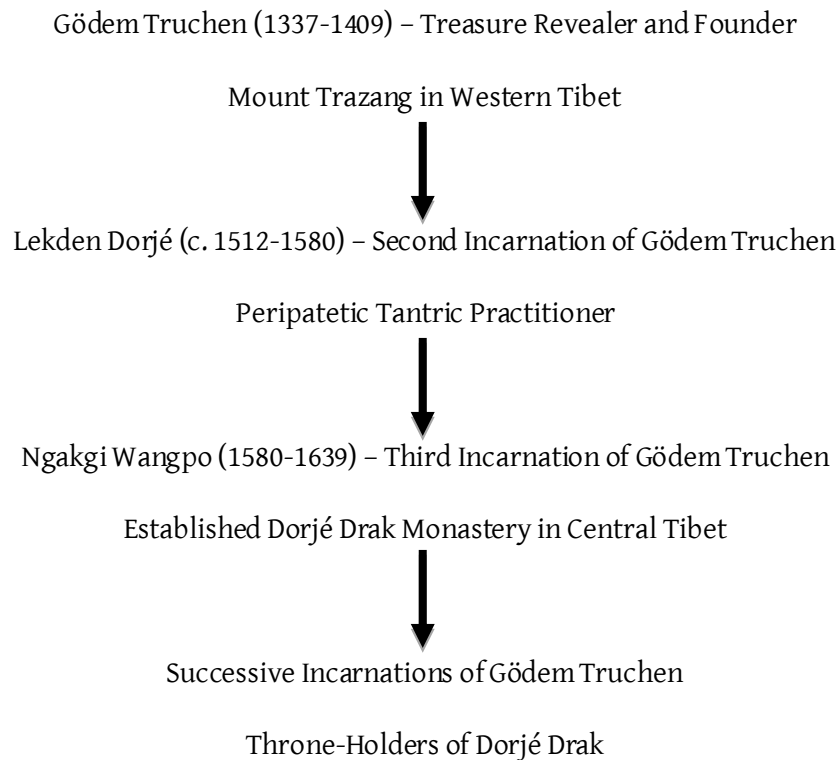 Gödem Truchen (1337-1409) – Treasure Revealer and Founder
Mount Trazang in Western Tibet
Lekden Dorjé (c. 1512-1580) – Second Incarnation of Gödem Truchen
Peripatetic Tantric Practitioner
Ngakgi Wangpo (1580-1639) – Third Incarnation of Gödem Truchen
Established Dorjé Drak Monastery in Central Tibet
Successive Incarnations of Gödem Truchen
Throne-Holders of Dorjé Drak